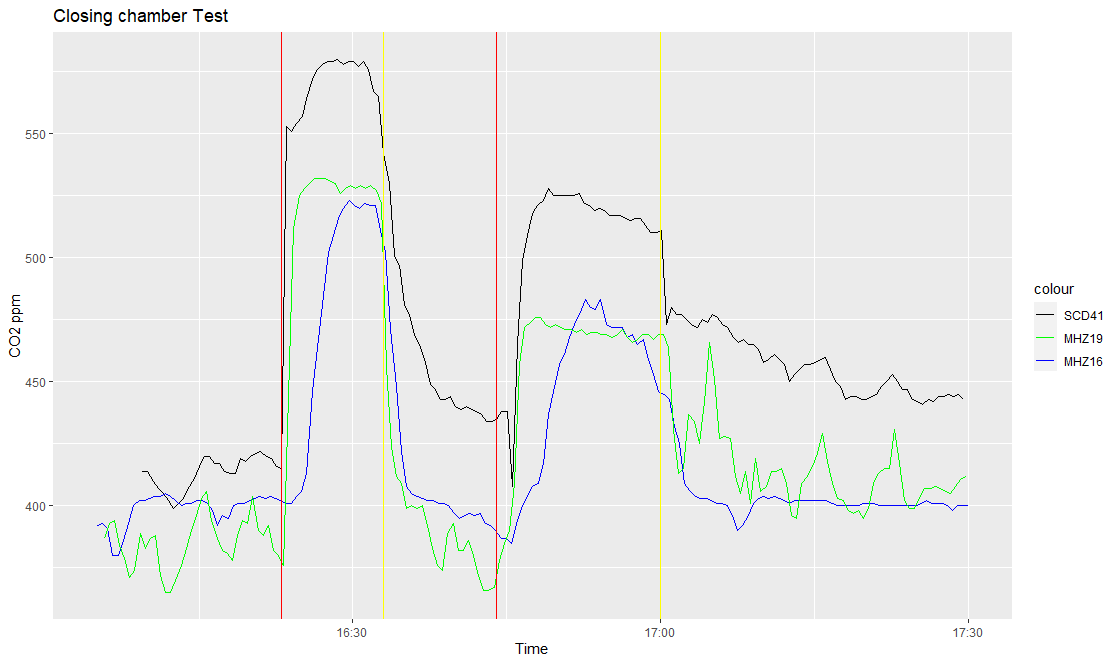 Closing chamber Test
CO2 ppm
550
500
450
400
16:30
17:00
17:30
Time
colour
SCD41
MHZ19
MHZ16